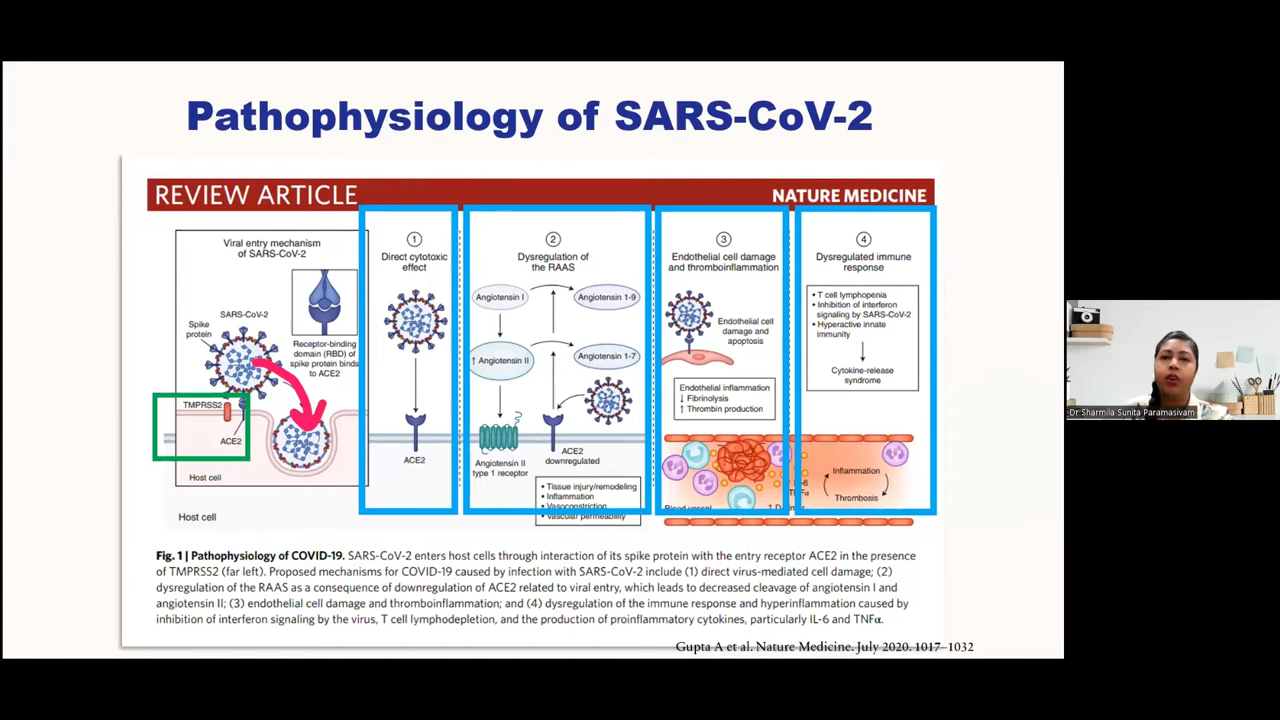 Pathophysiology of SARS-CoV-2
REVIEW ARTICLE
NATURE MEDICINE
Viral entry mechanism
of SARS-CoV-2
SARS-CoV-2
Spike
protein
Receptor-binding
domain (RBD) of
spike protein binds
to ACE2
TMPRSS2
ACE2
Host cell
Host cell
1
Direct cytotoxic
effect
ACE2
2
Dysregulation of
the RAAS
Angiotensin I
Angiotensin 1-9
↑ Angiotensin II
Angiotensin 1-7
Angiotensin II
type 1 receptor
ACE2
downregulated
• Tissue injury/remodeling
• Inflammation
• Vasoconstriction
• Vascular permeability
3
Endothelial cell damage
and thromboinflammation
Endothelial cell
damage and
apoptosis
Endothelial inflammation
↓ Fibrinolysis
↑ Thrombin production
Blood vessel
4
Dysregulated immune
response
• T cell lymphopenia
• Inhibition of interferon
signaling by SARS-CoV-2
• Hyperactive innate
immunity
Cytokine-release
syndrome
Inflammation
Thrombosis
Fig. 1 | Pathophysiology of COVID-19. SARS-CoV-2 enters host cells through interaction of its spike protein with the entry receptor ACE2 in the presence
of TMPRSS2 (far left). Proposed mechanisms for COVID-19 caused by infection with SARS-CoV-2 include (1) direct virus-mediated cell damage; (2)
dysregulation of the RAAS as a consequence of downregulation of ACE2 related to viral entry, which leads to decreased cleavage of angiotensin I and
angiotensin II; (3) endothelial cell damage and thromboinflammation; and (4) dysregulation of the immune response and hyperinflammation caused by
inhibition of interferon signaling by the virus, T cell lymphodepletion, and the production of proinflammatory cytokines, particularly IL-6 and TNFα.
Gupta A et al. Nature Medicine. July 2020. 1017–1032
Dr Sharmila Sunita Paramasivam